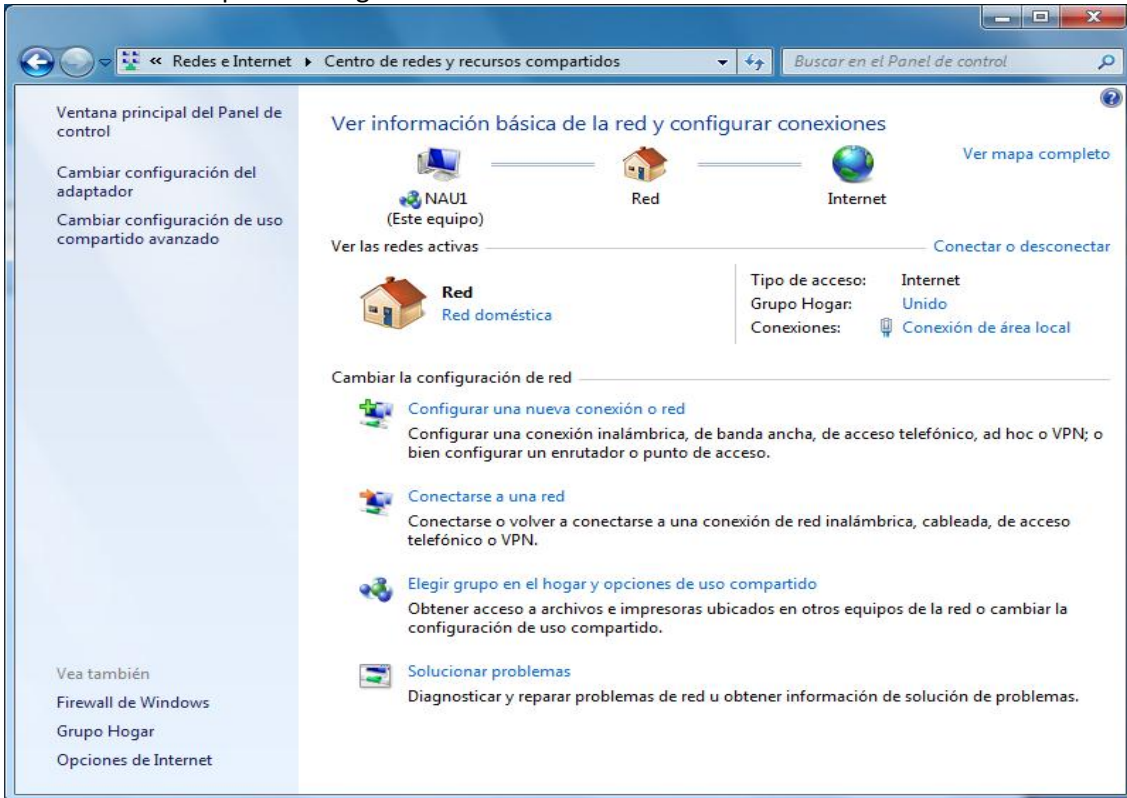 « Redes e Internet ▸ Centro de redes y recursos compartidos
Buscar en el Panel de control
Ventana principal del Panel de
control
Cambiar configuración del
adaptador
Cambiar configuración de uso
compartido avanzado
Ver información básica de la red y configurar conexiones
Ver mapa completo
NAU1
(Este equipo)
Red
Internet
Ver las redes activas
Conectar o desconectar
Red
Red doméstica
Tipo de acceso: Internet
Grupo Hogar: Unido
Conexiones: Conexión de área local
Cambiar la configuración de red
Configurar una nueva conexión o red
Configurar una conexión inalámbrica, de banda ancha, de acceso telefónico, ad hoc o VPN; o
bien configurar un enrutador o punto de acceso.
Conectarse a una red
Conectarse o volver a conectarse a una conexión de red inalámbrica, cableada, de acceso
telefónico o VPN.
Elegir grupo en el hogar y opciones de uso compartido
Obtener acceso a archivos e impresoras ubicados en otros equipos de la red o cambiar la
configuración de uso compartido.
Solucionar problemas
Diagnosticar y reparar problemas de red u obtener información de solución de problemas.
Vea también
Firewall de Windows
Grupo Hogar
Opciones de Internet